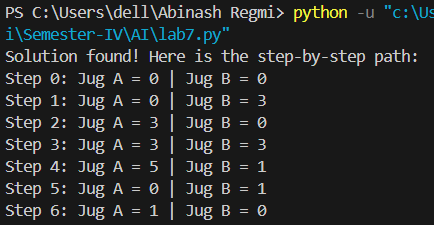 PS C:\Users\dell\Abinash Regmi> python -u "c:\Us
i\Semester-IV\AI\lab7.py"
Solution found! Here is the step-by-step path:
Step 0: Jug A = 0 | Jug B = 0
Step 1: Jug A = 0 | Jug B = 3
Step 2: Jug A = 3 | Jug B = 0
Step 3: Jug A = 3 | Jug B = 3
Step 4: Jug A = 5 | Jug B = 1
Step 5: Jug A = 0 | Jug B = 1
Step 6: Jug A = 1 | Jug B = 0